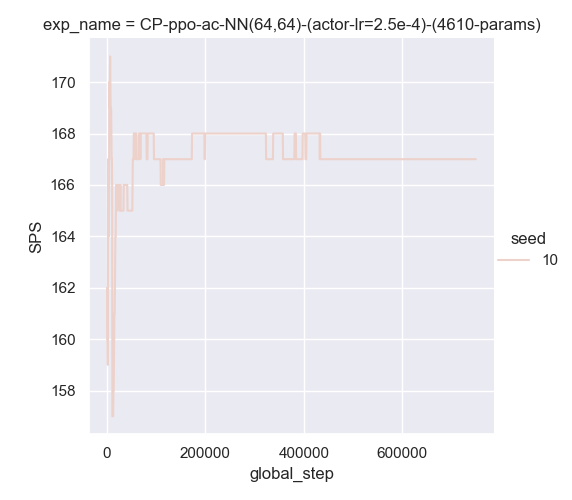 exp_name = CP-ppo-ac-NN(64,64)-(actor-lr=2.5e-4)-(4610-params)
170
168
166
164
162
160
158
SPS
seed
10
0 200000 400000 600000
global_step